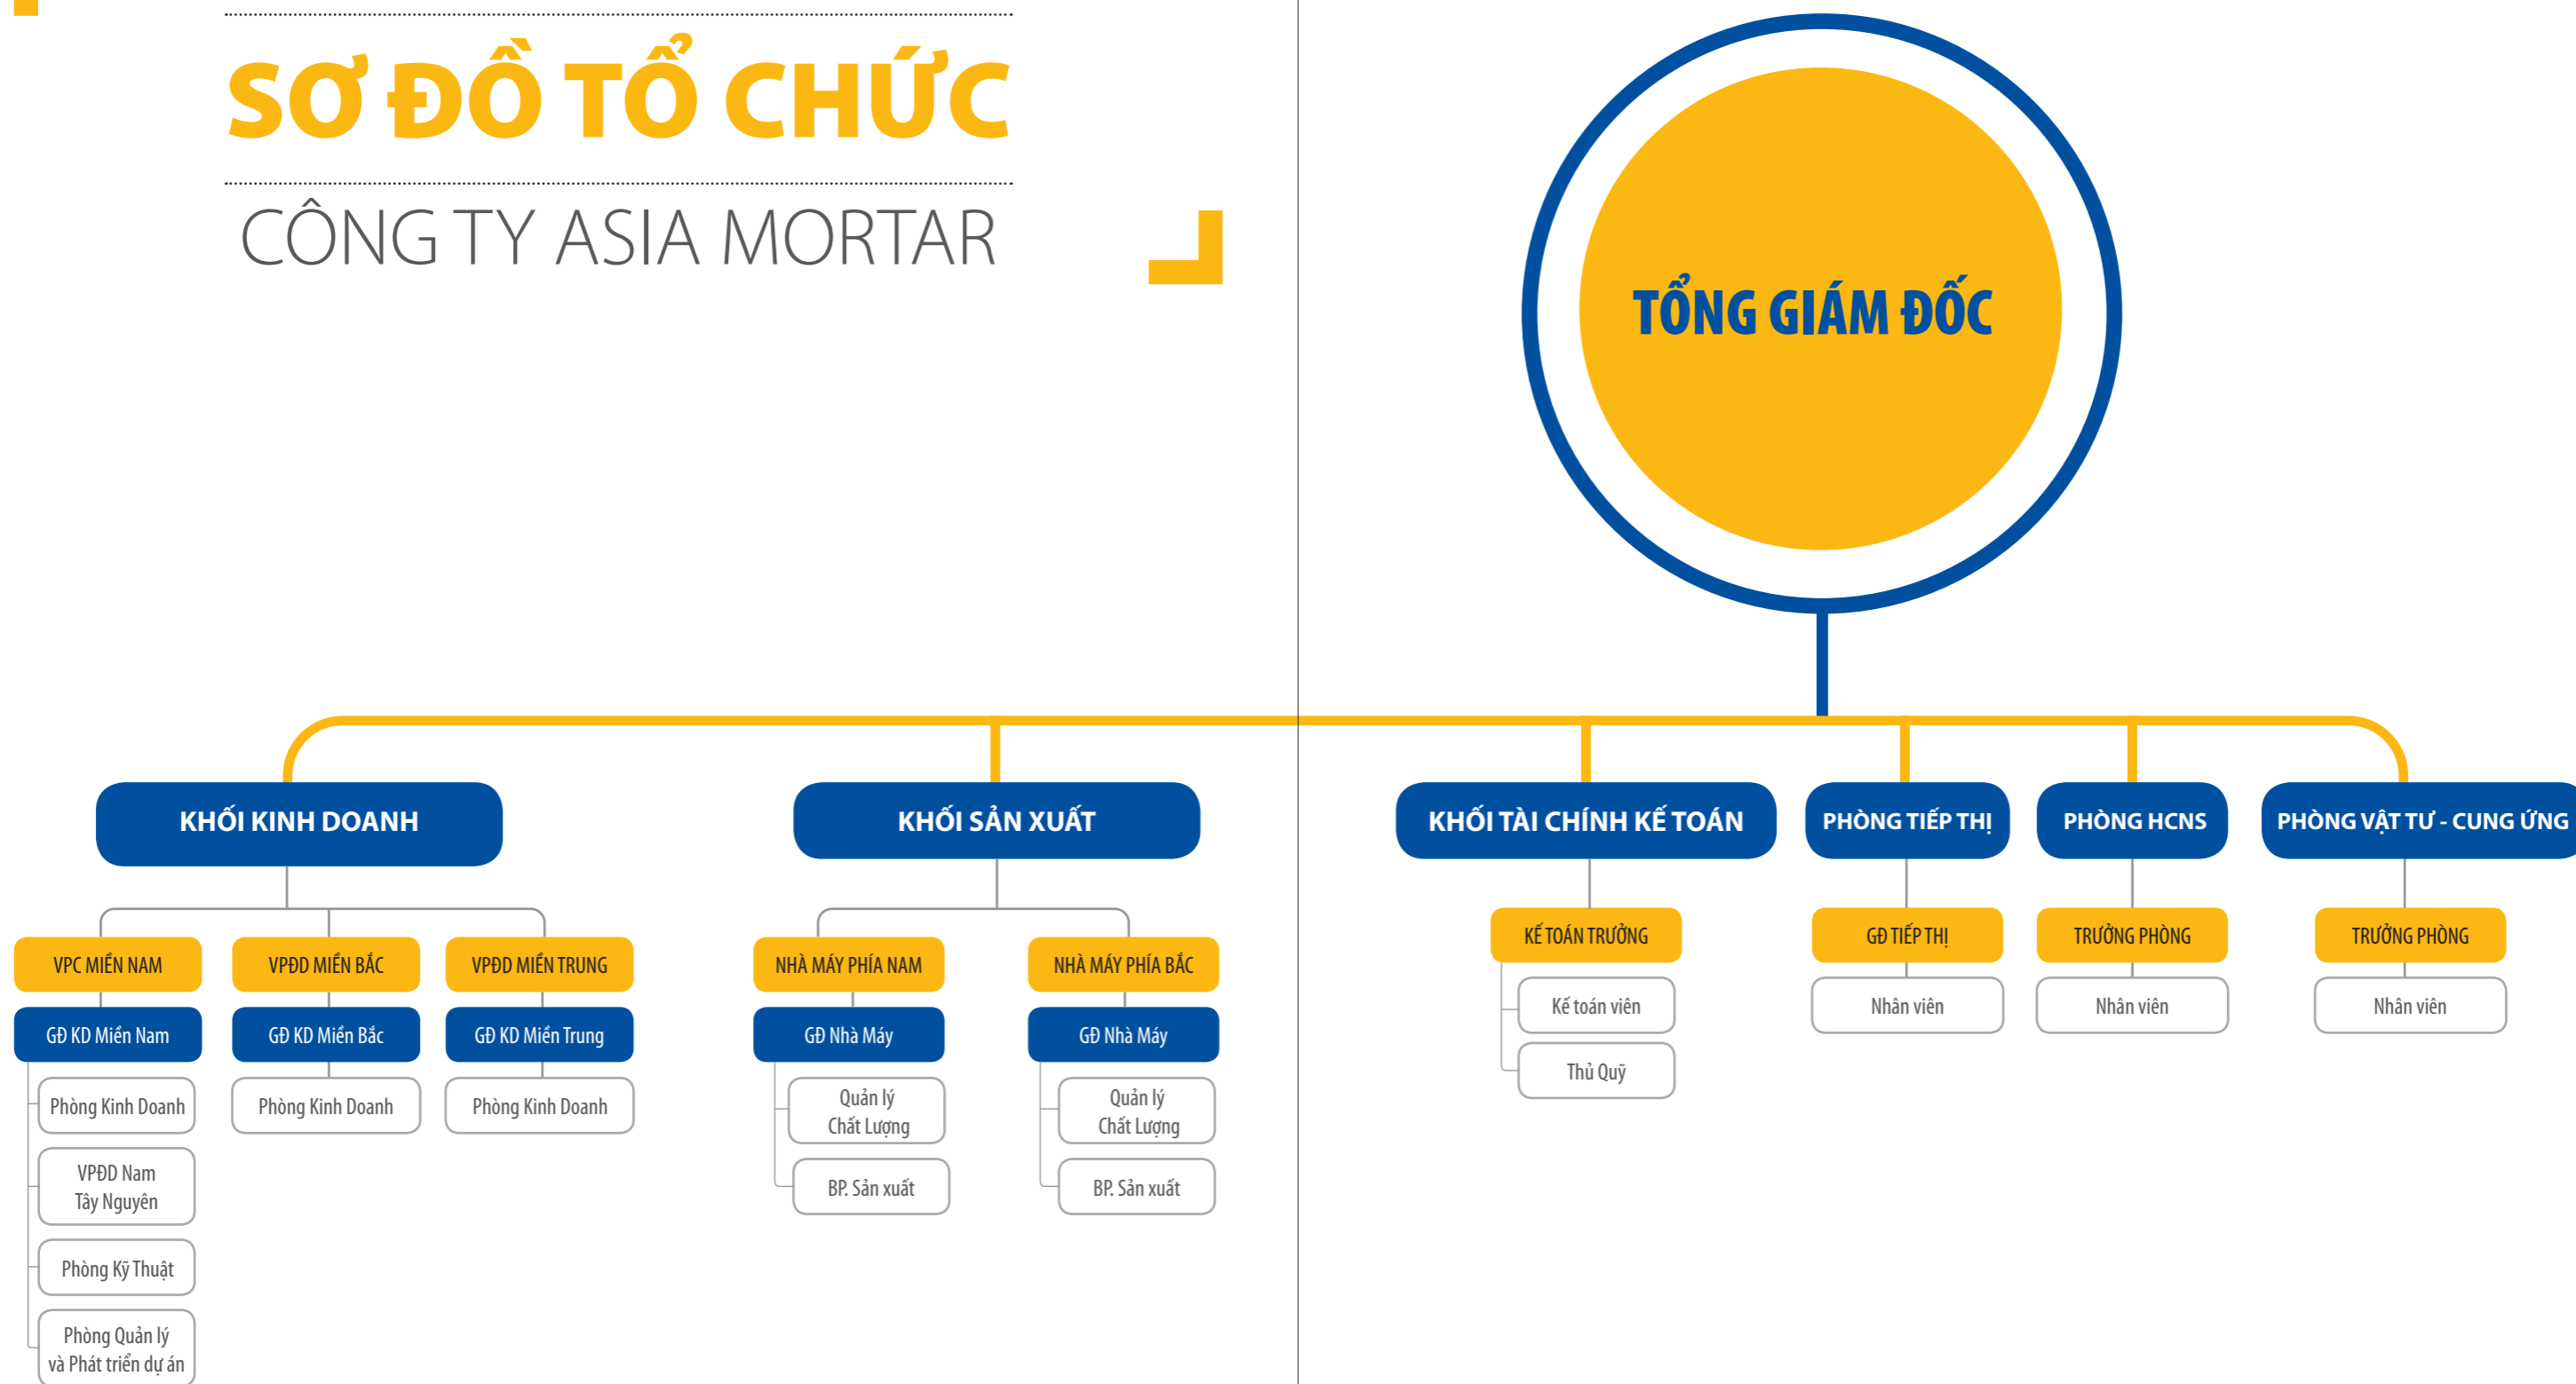 SƠ ĐỒ TỔ CHỨC
CÔNG TY ASIA MORTAR
TỔNG GIÁM ĐỐC
KHỐI KINH DOANH
KHỐI SẢN XUẤT
KHỐI TÀI CHÍNH KẾ TOÁN
PHÒNG TIẾP THỊ
PHÒNG HCNS
PHÒNG VẬT TƯ - CUNG ỨNG
VPC MIỀN NAM
VPĐD MIỀN BẮC
VPĐD MIỀN TRUNG
NHÀ MÁY PHÍA NAM
NHÀ MÁY PHÍA BẮC
KẾ TOÁN TRƯỞNG
GĐ TIẾP THỊ
TRƯỞNG PHÒNG
TRƯỞNG PHÒNG
GĐ KD Miền Nam
GĐ KD Miền Bắc
GĐ KD Miền Trung
GĐ Nhà Máy
GĐ Nhà Máy
Kế toán viên
Nhân viên
Nhân viên
Nhân viên
Thủ Quỹ
Phòng Kinh Doanh
Phòng Kinh Doanh
Phòng Kinh Doanh
Quản lý
Chất Lượng
Quản lý
Chất Lượng
VPĐD Nam
Tây Nguyên
BP. Sản xuất
BP. Sản xuất
Phòng Kỹ Thuật
Phòng Quản lý
và Phát triển dự án